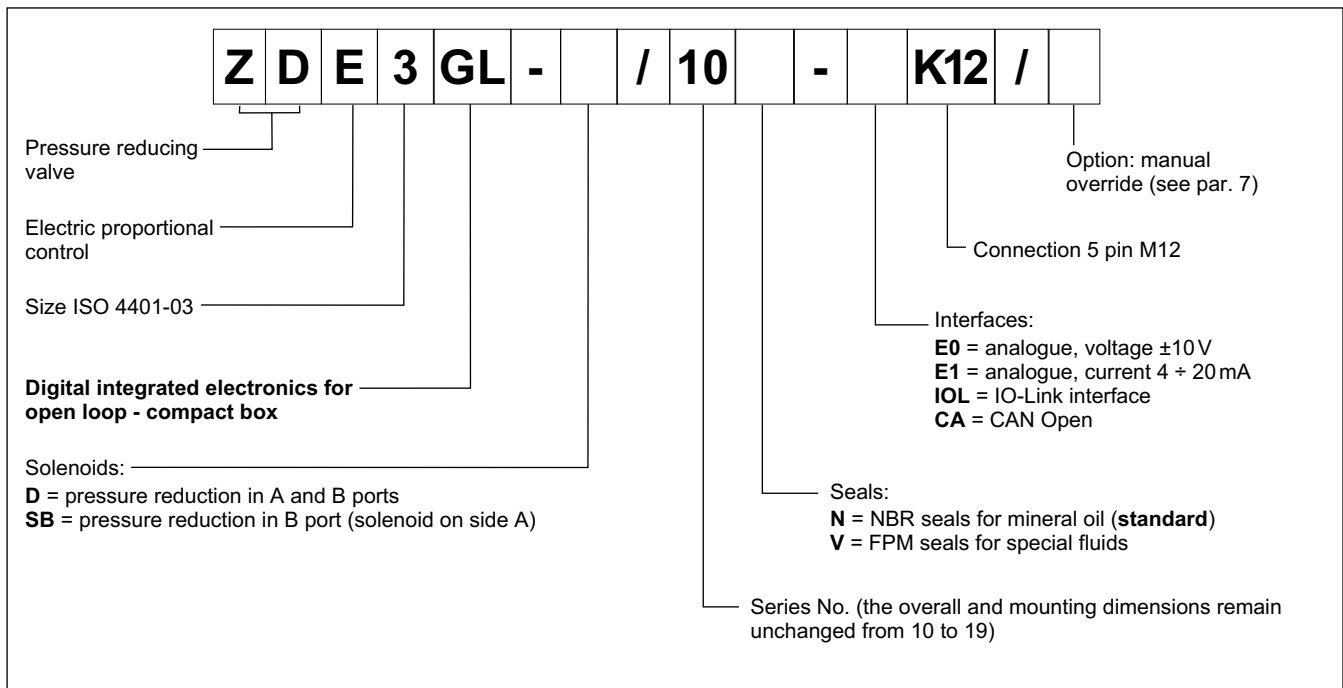 Z D E 3 GL - / 10 - K12 /
Pressure reducing
valve
Option: manual
override (see par. 7)
Electric proportional
control
Connection 5 pin M12
Size ISO 4401-03
Interfaces:
E0 = analogue, voltage ±10 V
E1 = analogue, current 4 ÷ 20 mA
IOL = IO-Link interface
CA = CAN Open
Digital integrated electronics for
open loop - compact box
Solenoids:
D = pressure reduction in A and B ports
SB = pressure reduction in B port (solenoid on side A)
Seals:
N = NBR seals for mineral oil (standard)
V = FPM seals for special fluids
Series No. (the overall and mounting dimensions remain
unchanged from 10 to 19)